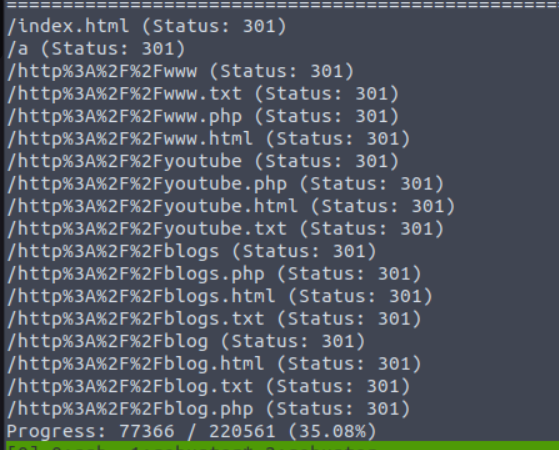 ================================================
/index.html (Status: 301)
/a (Status: 301)
/http%3A%2F%2Fwww (Status: 301)
/http%3A%2F%2Fwww.txt (Status: 301)
/http%3A%2F%2Fwww.php (Status: 301)
/http%3A%2F%2Fwww.html (Status: 301)
/http%3A%2F%2Fyoutube (Status: 301)
/http%3A%2F%2Fyoutube.php (Status: 301)
/http%3A%2F%2Fyoutube.html (Status: 301)
/http%3A%2F%2Fyoutube.txt (Status: 301)
/http%3A%2F%2Fblogs (Status: 301)
/http%3A%2F%2Fblogs.php (Status: 301)
/http%3A%2F%2Fblogs.html (Status: 301)
/http%3A%2F%2Fblogs.txt (Status: 301)
/http%3A%2F%2Fblog (Status: 301)
/http%3A%2F%2Fblog.html (Status: 301)
/http%3A%2F%2Fblog.txt (Status: 301)
/http%3A%2F%2Fblog.php (Status: 301)
Progress: 77366 / 220561 (35.08%)